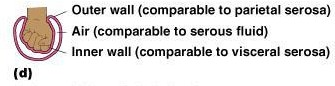 Outer wall (comparable to parietal serosa)
Air (comparable to serous fluid)
Inner wall (comparable to visceral serosa)
(d)